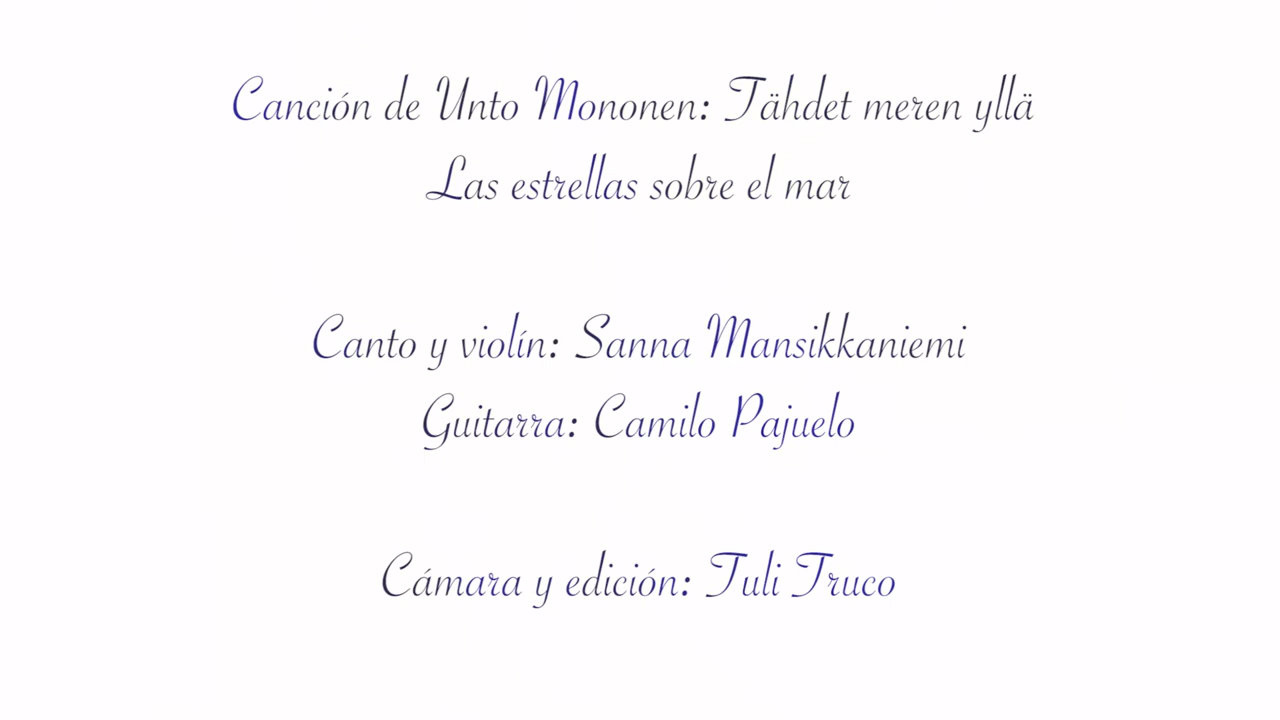 Canción de Unto Mononen: Tähdet meren yllä
Las estrellas sobre el mar
Canto y violín: Sanna Mansikkaniemi
Guitarra: Camilo Pajuelo
Cámara y edición: Tuli Truco